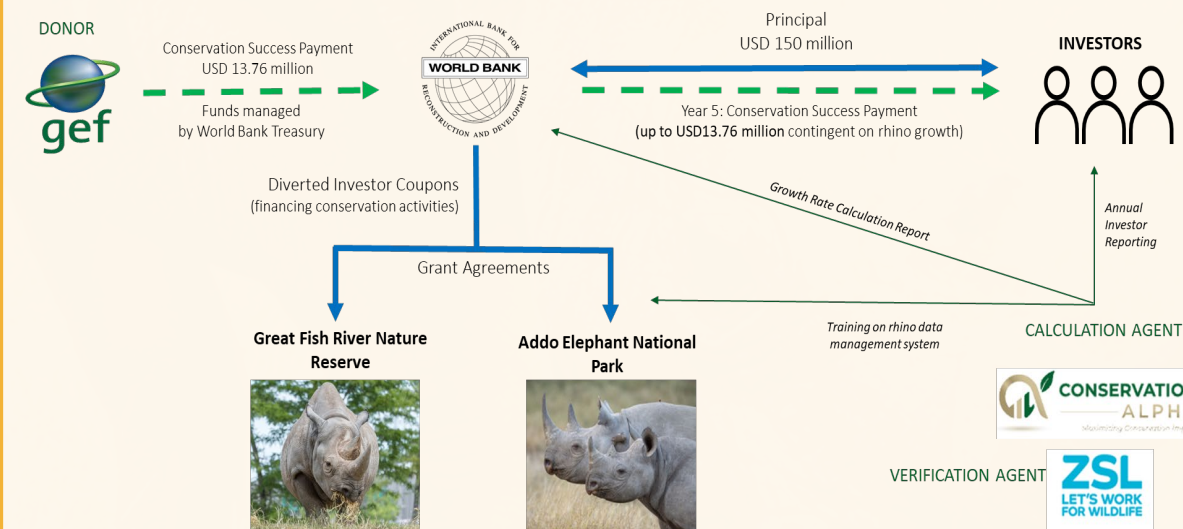 DONOR
gef
Conservation Success Payment
USD 13.76 million
Funds managed
by World Bank Treasury
INTERNATIONAL BANK FOR
WORLD BANK
RECONSTRUCTION AND DEVELOPMENT
Principal
USD 150 million
Year 5: Conservation Success Payment
(up to USD13.76 million contingent on rhino growth)
INVESTORS
Diverted Investor Coupons
(financing conservation activities)
Grant Agreements
Growth Rate Calculation Report
Annual
Investor
Reporting
Training on rhino data
management system
Great Fish River Nature
Reserve
Addo Elephant National
Park
CALCULATION AGENT
CONSERVATIO
ALPH
VERIFICATION AGENT
ZSL
LET'S WORK
FOR WILDLIFE